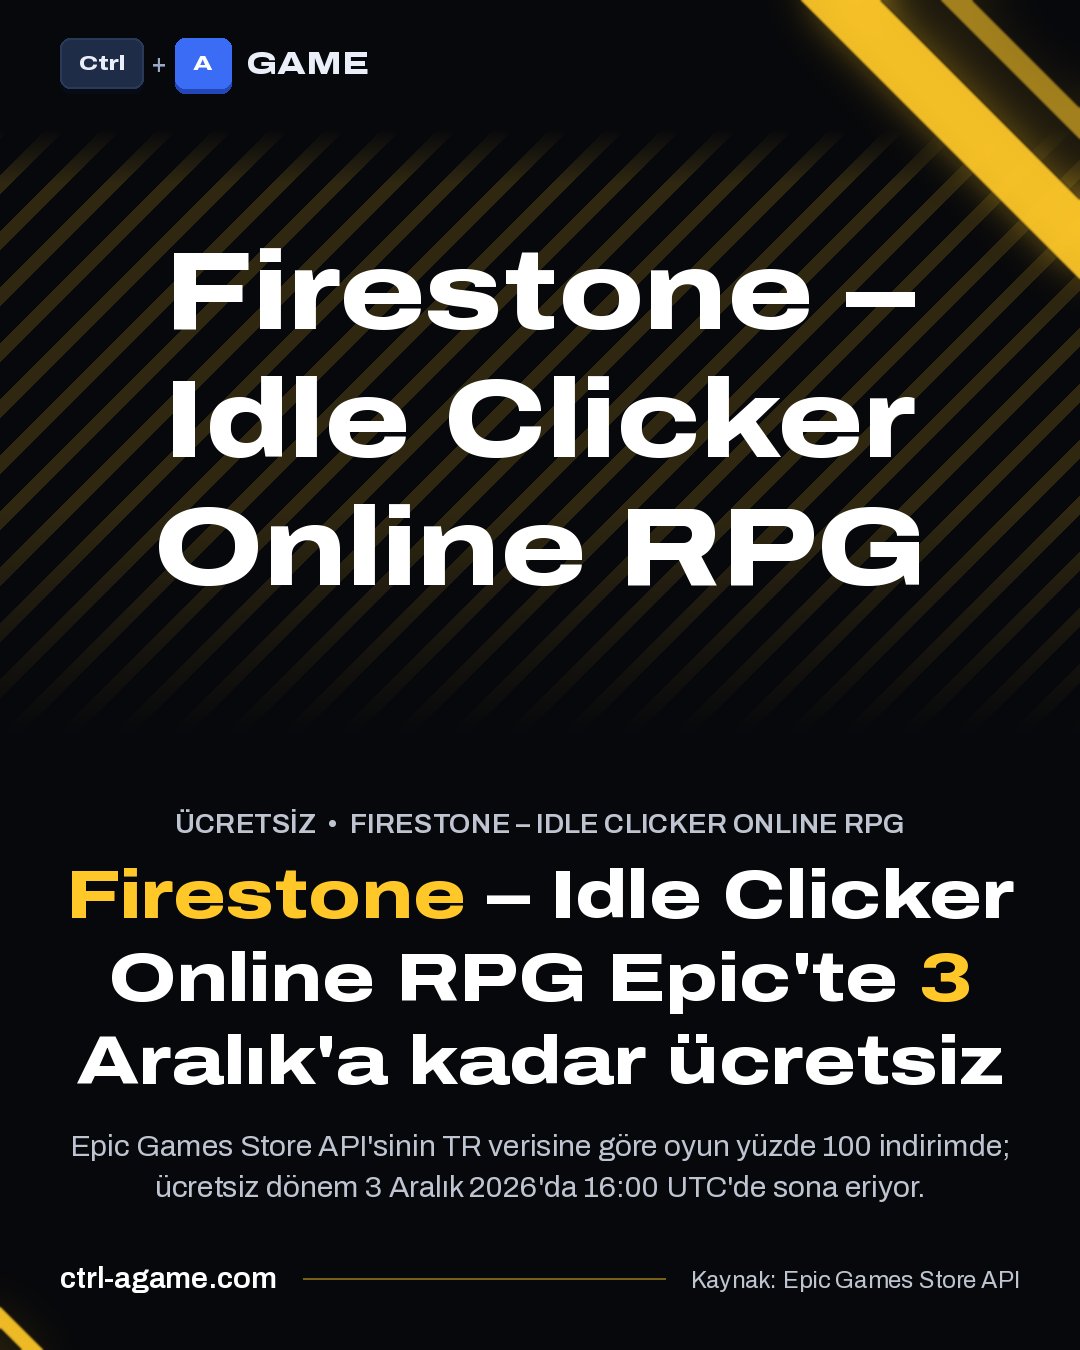 Ctrl + A GAME
Firestone –
Idle Clicker
Online RPG
ÜCRETSİZ • FIRESTONE – IDLE CLICKER ONLINE RPG
Firestone – Idle Clicker
Online RPG Epic'te 3
Aralık'a kadar ücretsiz
Epic Games Store API'sinin TR verisine göre oyun yüzde 100 indirimde;
ücretsiz dönem 3 Aralık 2026'da 16:00 UTC'de sona eriyor.
ctrl-agame.com
Kaynak: Epic Games Store API